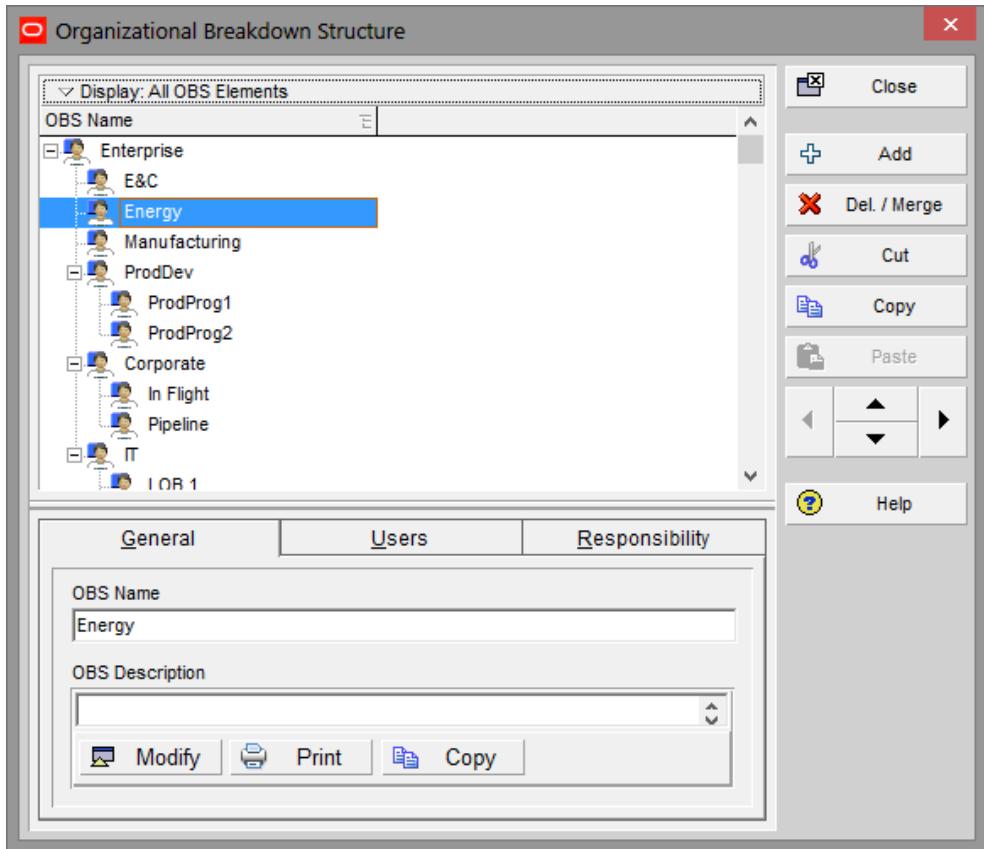 Organizational Breakdown Structure
Display: All OBS Elements
OBS Name
Enterprise
E&C
Energy
Manufacturing
ProdDev
ProdProg1
ProdProg2
Corporate
In Flight
Pipeline
IT
LOB 1
Close
Add
Del. / Merge
Cut
Copy
Paste
Help
General Users Responsibility
OBS Name
Energy
OBS Description
Modify Print Copy